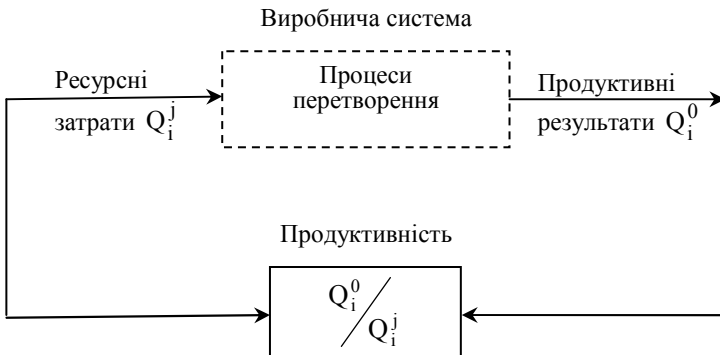 Виробнича система
Ресурсні
затрати Q_i^j
Процеси
перетворення
Продуктивні
результати Q_i^0
Продуктивність
Q_i^0 / Q_i^j